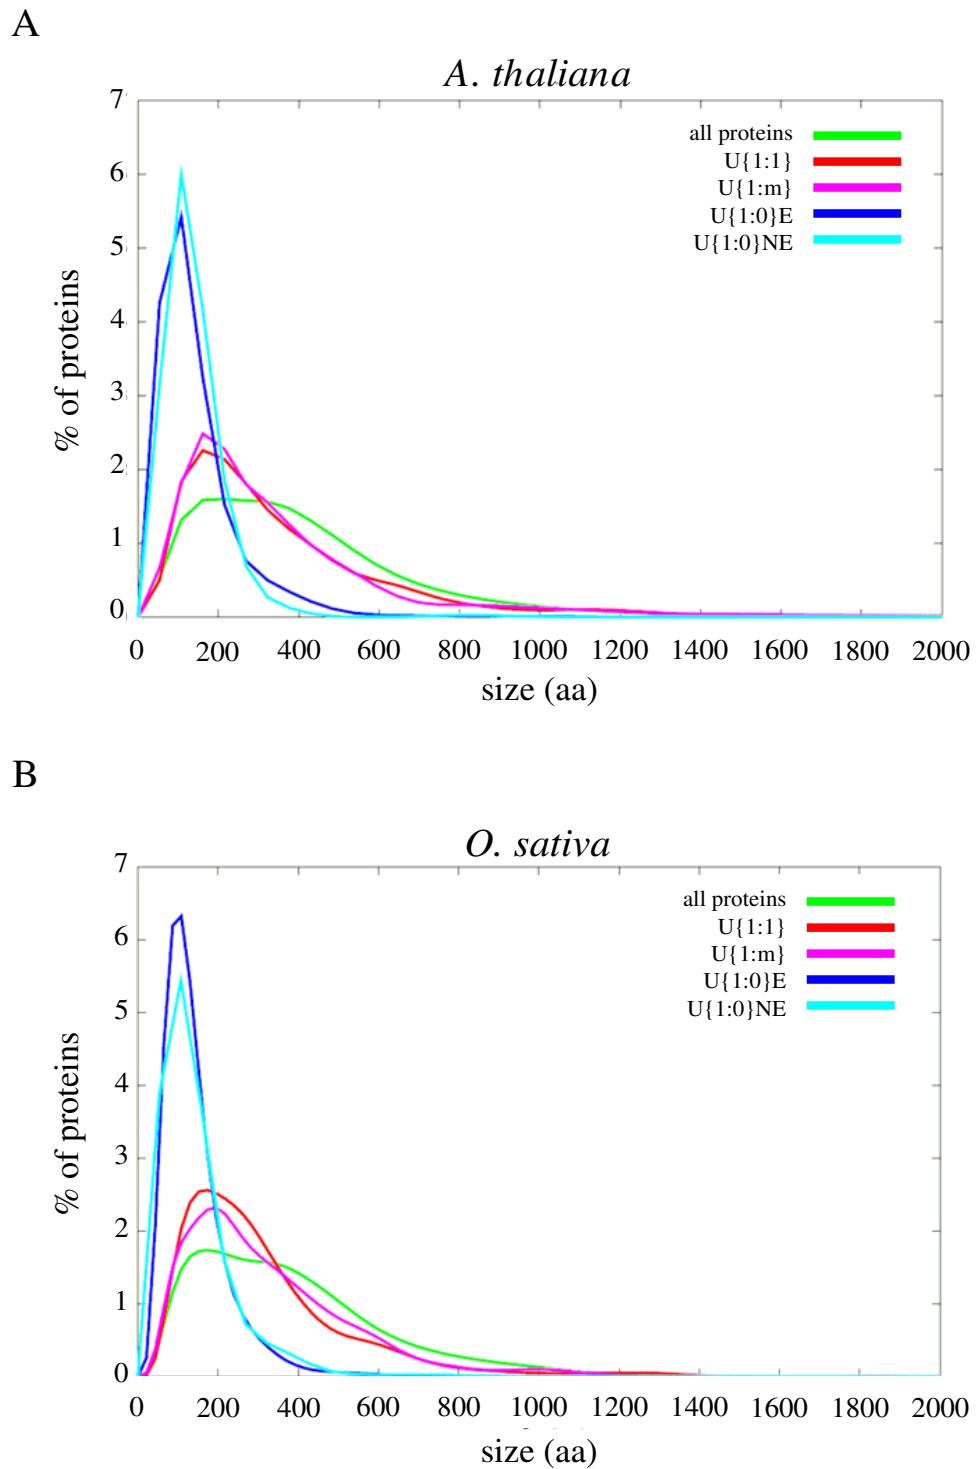 A
A. thaliana
7
6
5
4
3
2
1
0
% of proteins
all proteins
U{1:1}
U{1:m}
U{1:0}E
U{1:0}NE
0 200 400 600 800 1000 1200 1400 1600 1800 2000
size (aa)
B
O. sativa
7
6
5
4
3
2
1
0
% of proteins
all proteins
U{1:1}
U{1:m}
U{1:0}E
U{1:0}NE
0 200 400 600 800 1000 1200 1400 1600 1800 2000
size (aa)